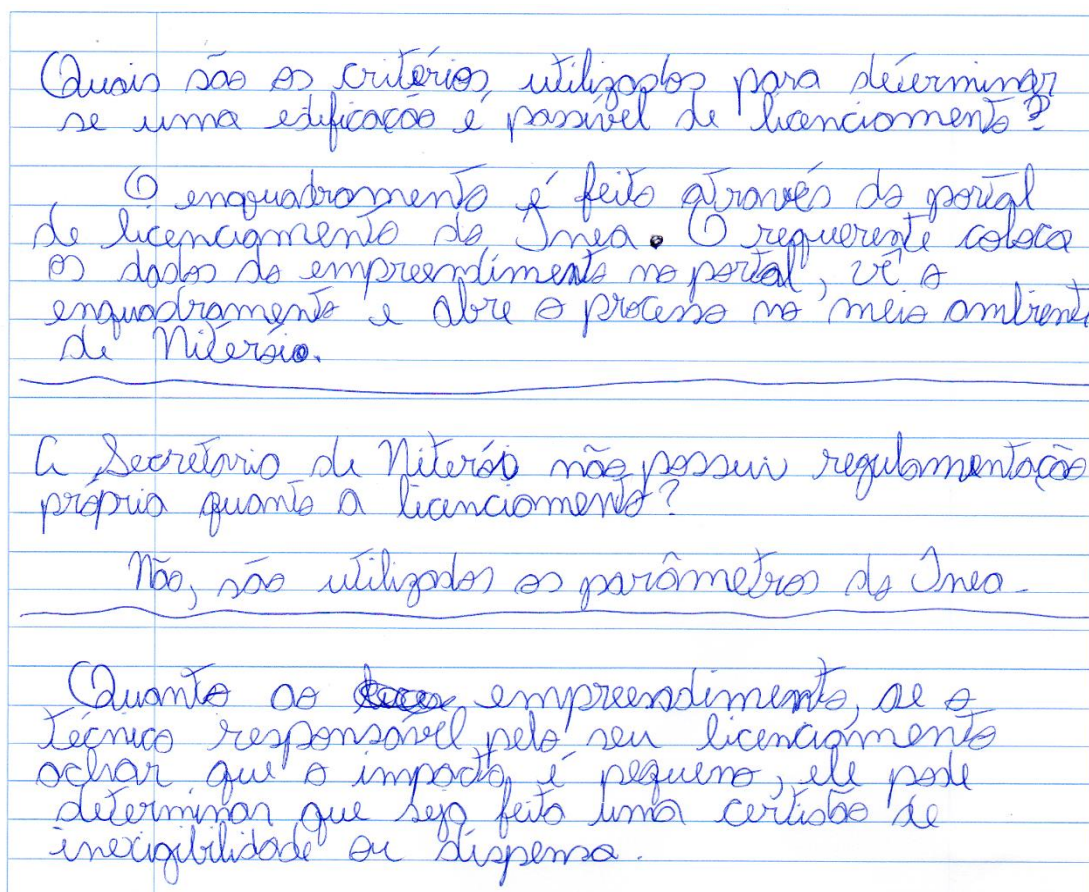 Quais são os critérios utilizados para determinar
se uma edificação é passível de licenciamento?
O enquadramento é feito através do portal
de licenciamento do Inea. O requerente coloca
os dados do empreendimento no portal, vê o
enquadramento e abre o processo no meio ambiente
de Niterói.
A Secretária de Niterói não possui regulamentação
própria quanto a licenciamento?
Não, são utilizados os parâmetros do Inea.
Quanto ao empreendimento, se o
técnico responsável pelo seu licenciamento
achar que o impacto é pequeno, ele pode
determinar que seja feito uma certidão de
inexigibilidade ou dispensa.